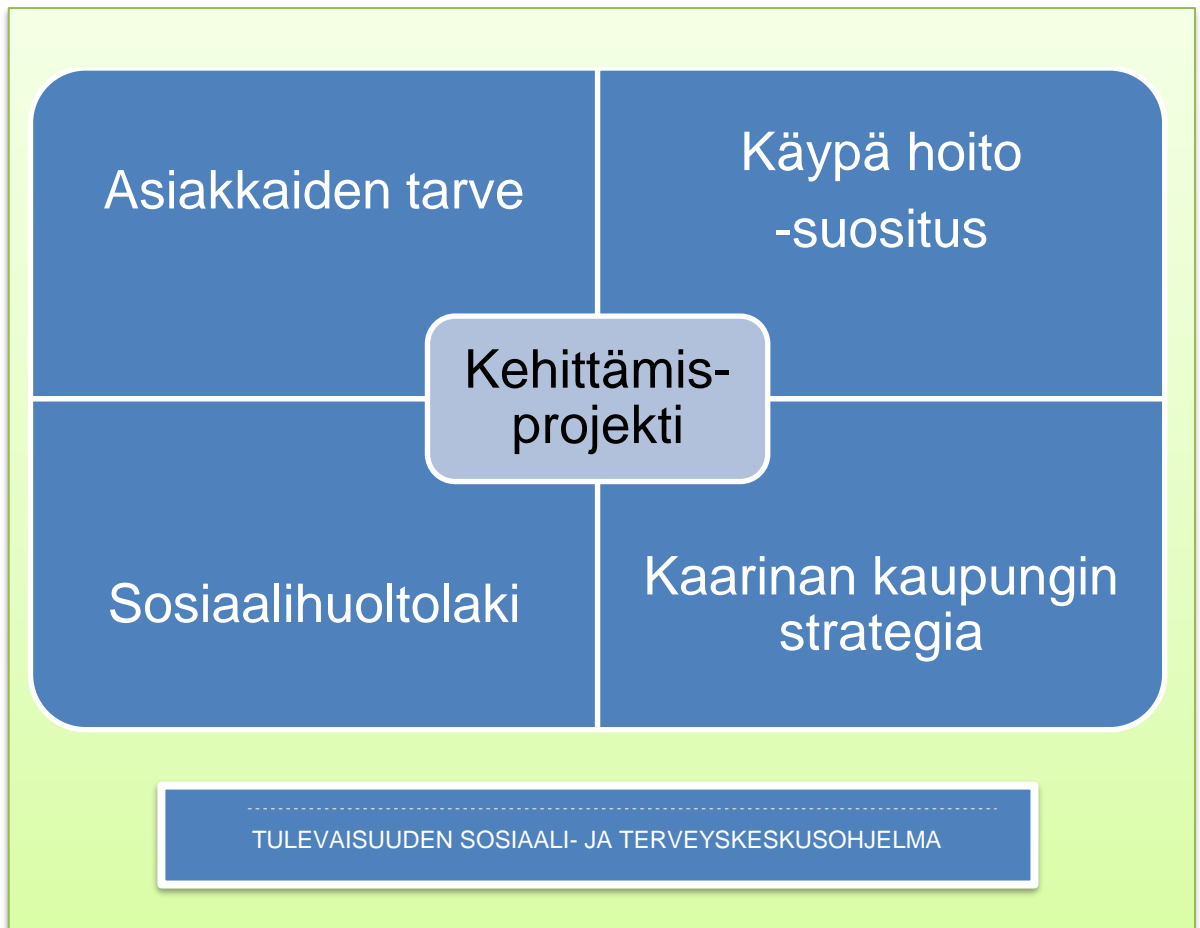 Asiakkaiden tarve
Käypä hoito
-suositus
Kehittämis-
projekti
Sosiaalihuoltolaki
Kaarinan kaupungin
strategia
TULEVAISUUDEN SOSIAALI- JA TERVEYSKESKUSOHJELMA